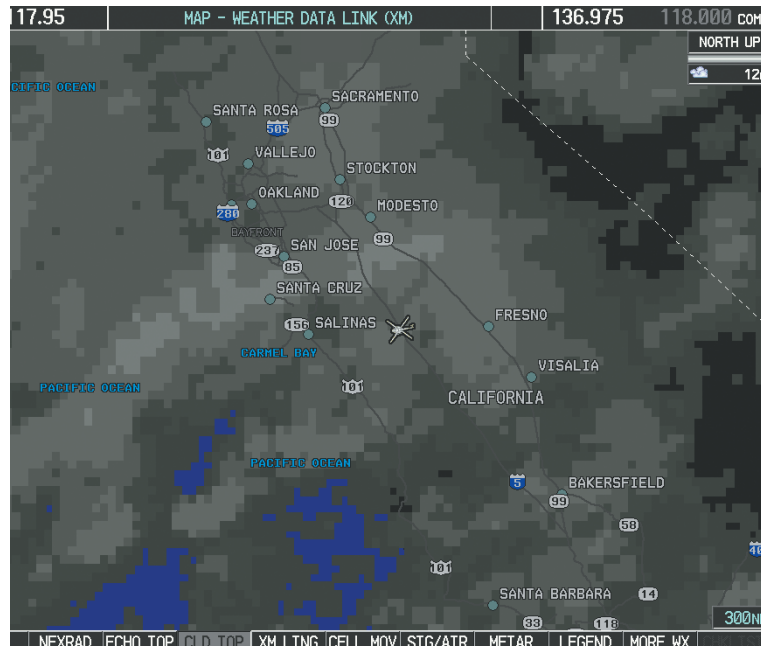 117.95 MAP - WEATHER DATA LINK (XM) 136.975 118.000 COM
NORTH UP
CIFIC OCEAN
SACRAMENTO
SANTA ROSA
99
505
101
VALLEJO
STOCKTON
OAKLAND
120
280
MODESTO
BAYFRONT
99
237
SAN JOSE
85
SANTA CRUZ
FRESNO
156
SALINAS
CARMEL BAY
VISALIA
PACIFIC OCEAN
101
CALIFORNIA
PACIFIC OCEAN
5
BAKERSFIELD
99
58
40
101
SANTA BARBARA
14
33
118
300N
NEXRAD ECHO TOP CLD TOP XM LTNG CELL MOV SIG/AIR METAR LEGEND MORE WX CHKLIST